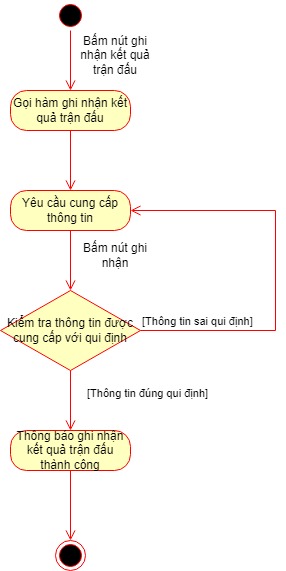 Bấm nút ghi
nhận kết quả
trận đấu
Gọi hàm ghi nhận kết
quả trận đấu
Yêu cầu cung cấp
thông tin
Bấm nút ghi
nhận
Kiểm tra thông tin được
cung cấp với qui định
[Thông tin sai qui định]
[Thông tin đúng qui định]
Thông báo ghi nhận
kết quả trận đấu
thành công